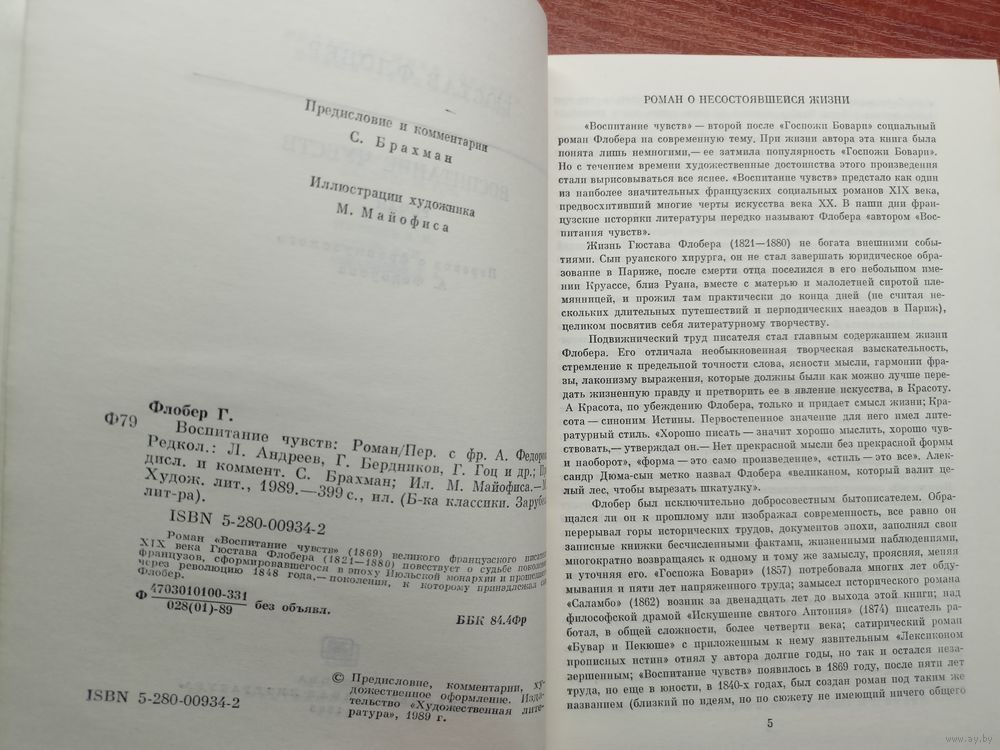 Предисловие и комментарии
С. Брахман
Иллюстрации художника
М. Майофиса
Флобер Г.
Ф79
Воспитание чувств: Роман/Пер. с фр. А. Федоров
Редкол.: Л. Андреев, Г. Бердников, Г. Гоц и др.; Пр
дисл. и коммент. С. Брахман; Ил. М. Майофиса.—М
Худож. лит., 1989.—399 с., ил. (Б-ка классики. Зарубе
лит-ра).
ISBN 5-280-00934-2
Роман «Воспитание чувств» (1869) великого французского писат
XIX века Гюстава Флобера (1821—1880) повествует о судьбе поколе
французов, сформировавшегося в эпоху Июльской монархии и прошедше
через революцию 1848 года,— поколения, к которому принадлежал са
Флобер.
Ф 4703010100-331
028(01)-89 без объявл.
ББК 84.4Фр
© Предисловие, комментарии, ху-
дожественное оформление. Изда-
тельство «Художественная лите-
ратура», 1989 г.
ISBN 5-280-00934-2
РОМАН О НЕСОСТОЯВШЕЙСЯ ЖИЗНИ
«Воспитание чувств» — второй после «Госпожи Бовари» социальный
роман Флобера на современную тему. При жизни автора эта книга была
понята лишь немногими,— ее затмила популярность «Госпожи Бовари».
Но с течением времени художественные достоинства этого произведения
стали вырисовываться все яснее. «Воспитание чувств» предстало как один
из наиболее значительных французских социальных романов XIX века,
предвосхитивший многие черты искусства века XX. В наши дни фран-
цузские историки литературы нередко называют Флобера «автором «Вос-
питания чувств».
Жизнь Гюстава Флобера (1821—1880) не богата внешними собы-
тиями. Сын руанского хирурга, он не стал завершать юридическое обра-
зование в Париже, после смерти отца поселился в его небольшом име-
нии Круассе, близ Руана, вместе с матерью и малолетней сиротой пле-
мянницей, и прожил там практически до конца дней (не считая не-
скольких длительных путешествий и периодических наездов в Париж),
целиком посвятив себя литературному творчеству.
Подвижнический труд писателя стал главным содержанием жизни
Флобера. Его отличала необыкновенная творческая взыскательность,
стремление к предельной точности слова, ясности мысли, гармонии фра-
зы, лаконизму выражения, которые должны были как можно лучше пере-
дать жизненную правду и претворить ее в явление искусства, в Красоту.
А Красота, по убеждению Флобера, только и придает смысл жизни; Кра-
сота — синоним Истины. Первостепенное значение для него имел лите-
ратурный стиль. «Хорошо писать — значит хорошо мыслить, хорошо чув-
ствовать,— утверждал он.— Нет прекрасной мысли без прекрасной формы
и наоборот», «форма — это само произведение», «стиль — это все». Алек-
сандр Дюма-сын метко назвал Флобера «великаном, который валит це-
лый лес, чтобы вырезать шкатулку».
Флобер был исключительно добросовестным бытописателем. Обра-
щался ли он к прошлому или изображал современность, все равно он
перерывал горы исторических трудов, документов эпохи, заполнял свои
записные книжки бесчисленными фактами, жизненными наблюдениями,
многократно возвращаясь к одному и тому же замыслу, проясняя, меняя
и уточняя его. «Госпожа Бовари» (1857) потребовала многих лет обду-
мывания и пяти лет напряженного труда; замысел исторического романа
«Саламбо» (1862) возник за двенадцать лет до выхода этой книги; над
философской драмой «Искушение святого Антония» (1874) писатель ра-
ботал, в общей сложности, более четверти века; сатирический роман
«Бувар и Пекюше» с приложенным к нему язвительным «Лексиконом
прописных истин» отнял у автора долгие годы, но так и остался неза-
вершенным; «Воспитание чувств» появилось в 1869 году, после пяти лет
труда, но еще в юности, в 1840-х годах, был создан роман под таким же
названием (близкий по идеям, но по сюжету не имеющий ничего общего
5
www.ay.by